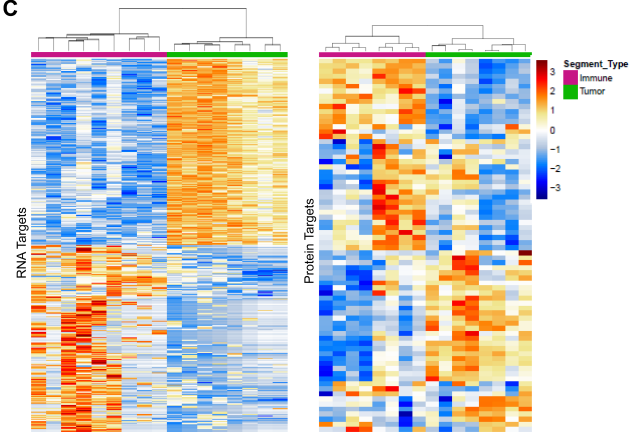 C
RNA Targets
Protein Targets
Segment_Type
Immune
Tumor
3
2
1
0
−1
−2
−3